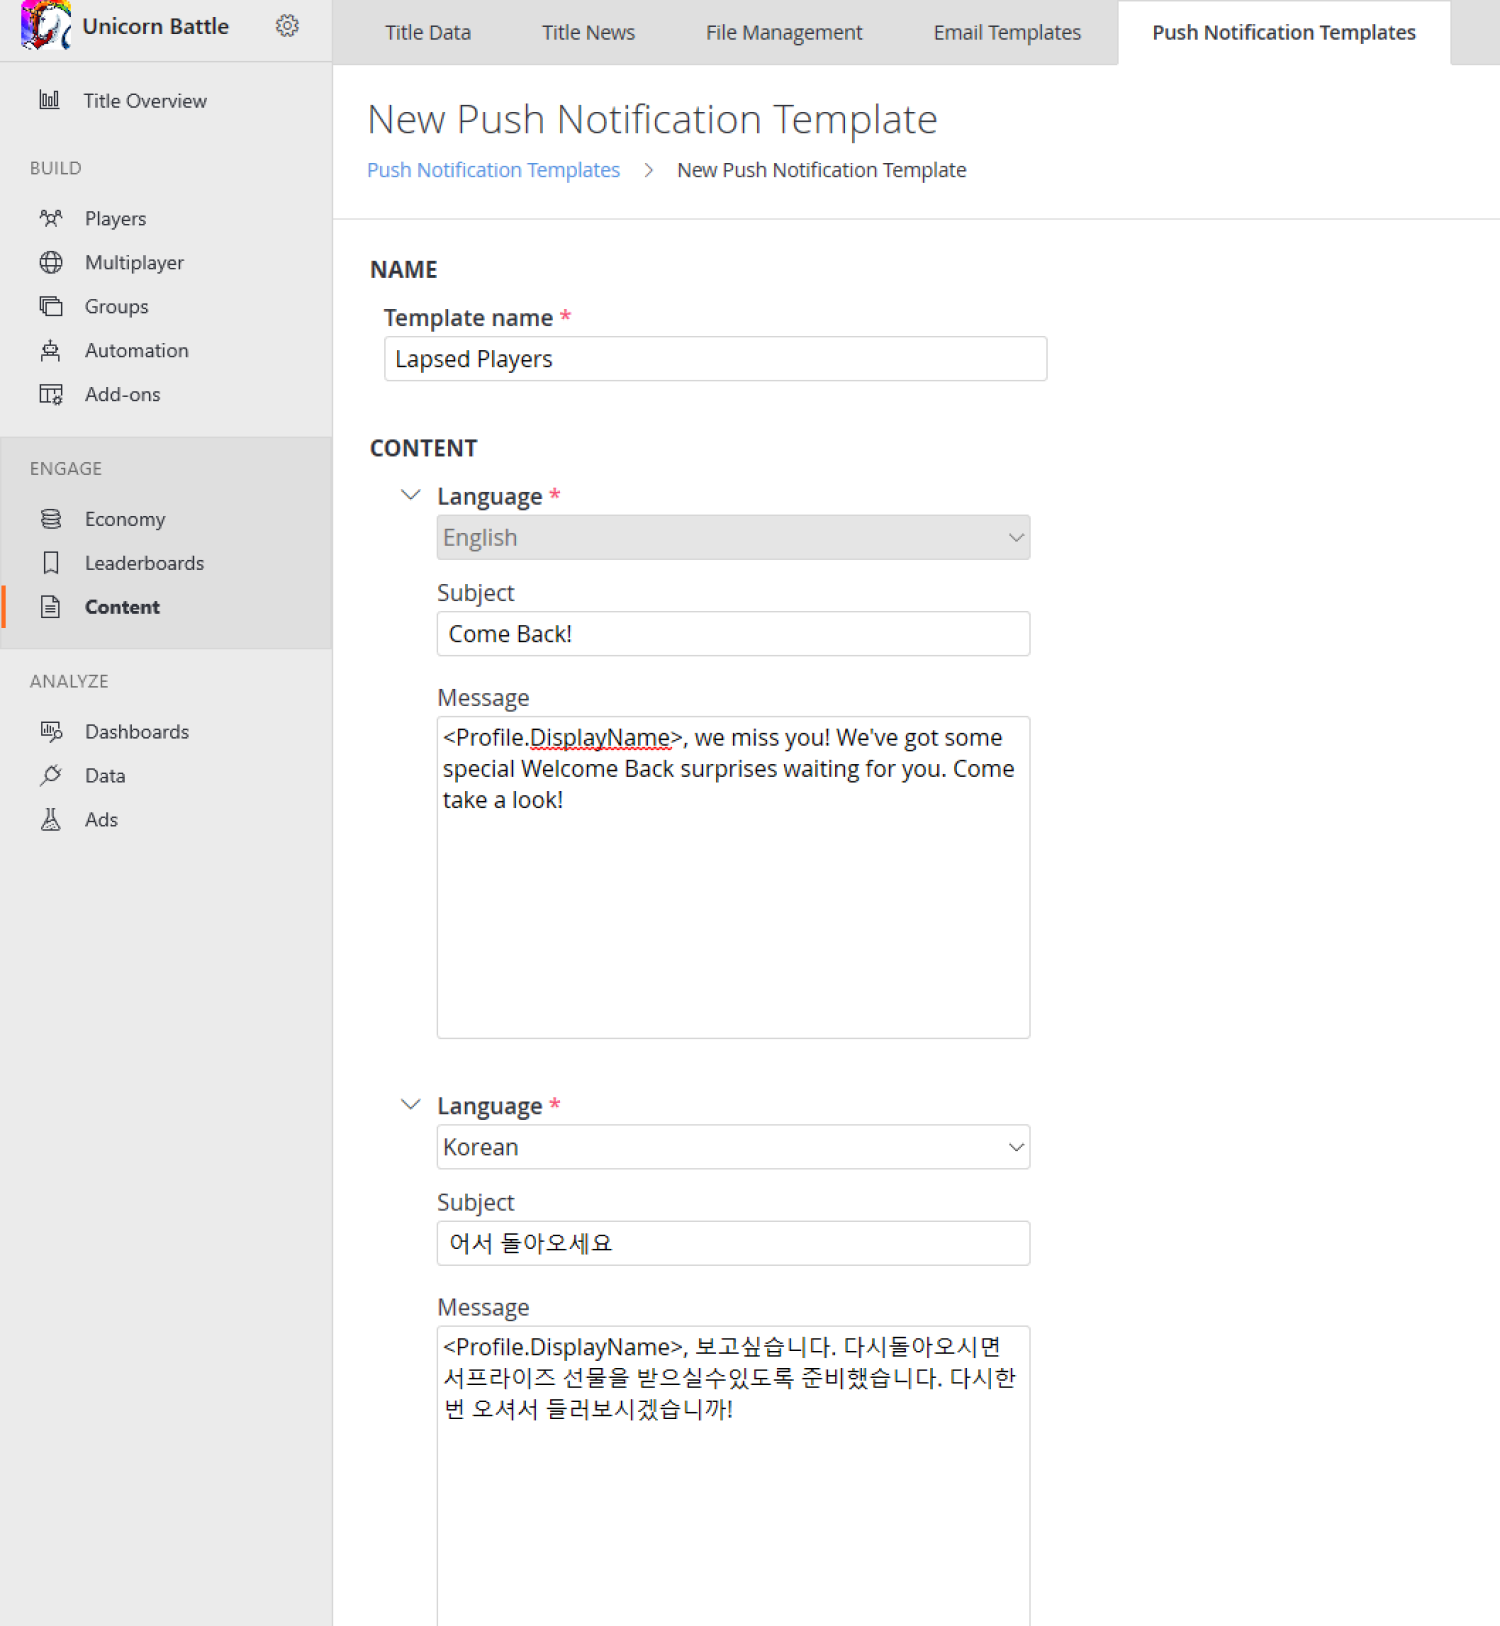 Unicorn Battle
Title Overview
BUILD
Players
Multiplayer
Groups
Automation
Add-ons
ENGAGE
Economy
Leaderboards
Content
ANALYZE
Dashboards
Data
Ads
Title Data
Title News
File Management
Email Templates
Push Notification Templates
New Push Notification Template
Push Notification Templates > New Push Notification Template
NAME
Template name *
Lapsed Players
CONTENT
Language *
English
Subject
Come Back!
Message
<Profile.DisplayName>, we miss you! We've got some
special Welcome Back surprises waiting for you. Come
take a look!
Language *
Korean
Subject
어서 돌아오세요
Message
<Profile.DisplayName>, 보고싶습니다. 다시돌아오시면
서프라이즈 선물을 받으실수있도록 준비했습니다. 다시한
번 오셔서 들러보시겠습니까!